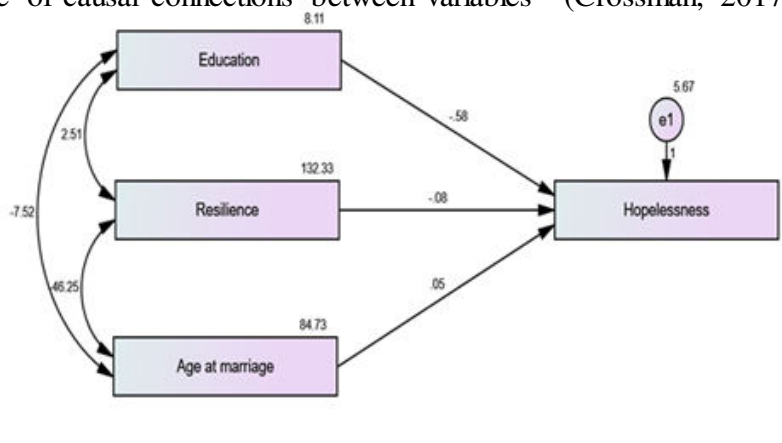 of causal connections between variables" (Crossman, 2017
8.11
Education
5.67
e1
-.58
1
2.51
132.33
Resilience
-.08
Hopelessness
-7.52
-46.25
.05
84.73
Age at marriage